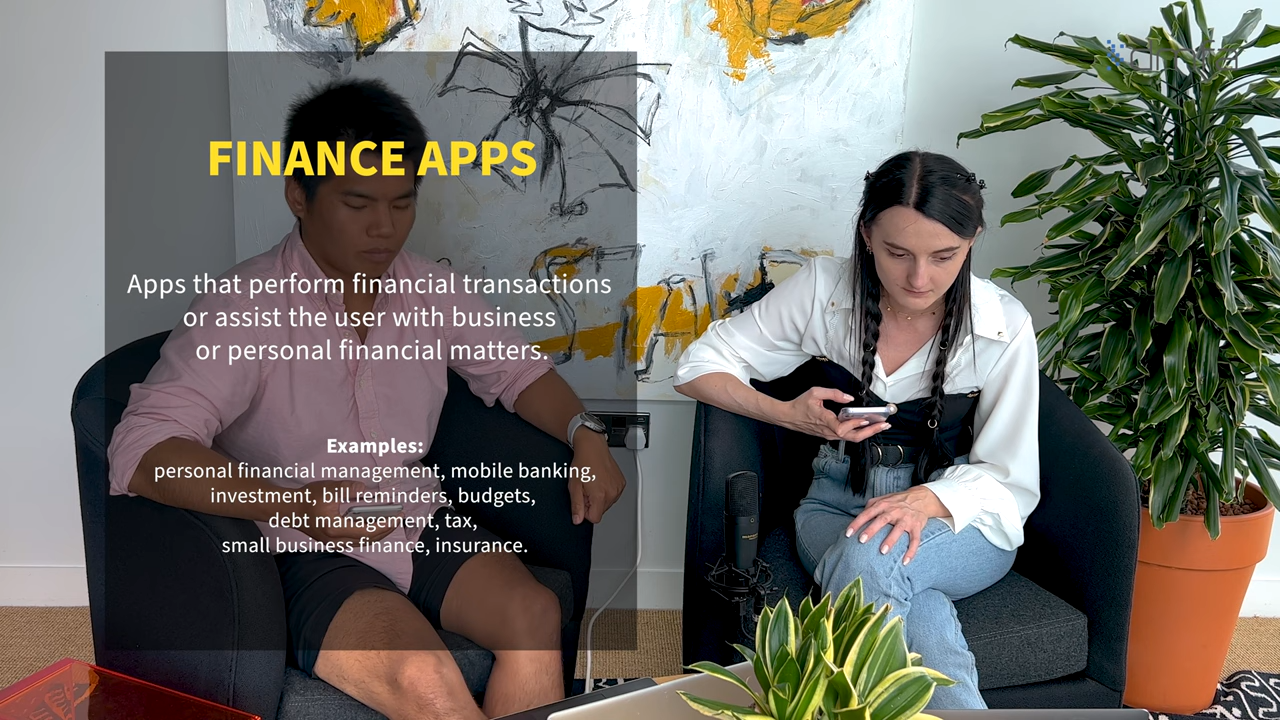 FINANCE APPS
Apps that perform financial transactions
or assist the user with business
or personal financial matters.
Examples:
personal financial management, mobile banking,
investment, bill reminders, budgets,
debt management, tax,
small business finance, insurance.